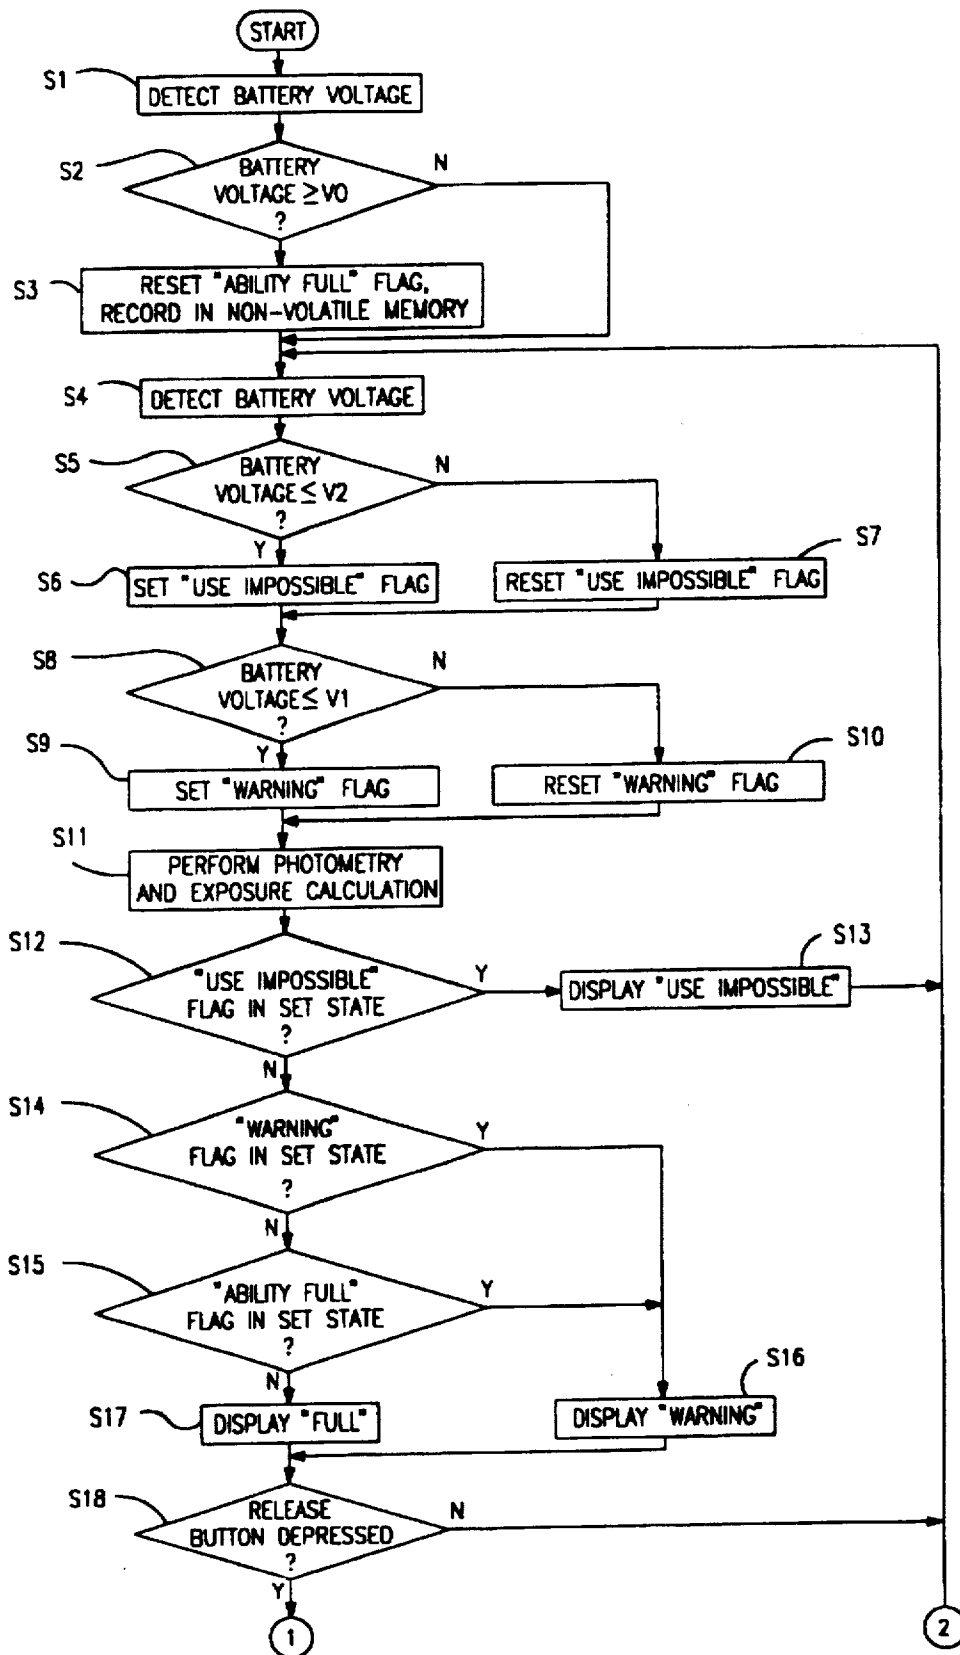 START
S1
DETECT BATTERY VOLTAGE
S2
BATTERY
VOLTAGE ≥ V0
?
N
S3
RESET "ABILITY FULL" FLAG,
RECORD IN NON-VOLATILE MEMORY
S4
DETECT BATTERY VOLTAGE
S5
BATTERY
VOLTAGE ≤ V2
?
N
Y
S6
SET "USE IMPOSSIBLE" FLAG
S7
RESET "USE IMPOSSIBLE" FLAG
S8
BATTERY
VOLTAGE ≤ V1
?
N
Y
S9
SET "WARNING" FLAG
S10
RESET "WARNING" FLAG
S11
PERFORM PHOTOMETRY
AND EXPOSURE CALCULATION
S12
"USE IMPOSSIBLE"
FLAG IN SET STATE
?
Y
S13
DISPLAY "USE IMPOSSIBLE"
N
S14
"WARNING"
FLAG IN SET STATE
?
Y
N
S15
"ABILITY FULL"
FLAG IN SET STATE
?
Y
N
S16
DISPLAY "WARNING"
S17
DISPLAY "FULL"
S18
RELEASE
BUTTON DEPRESSED
?
N
Y
1
2